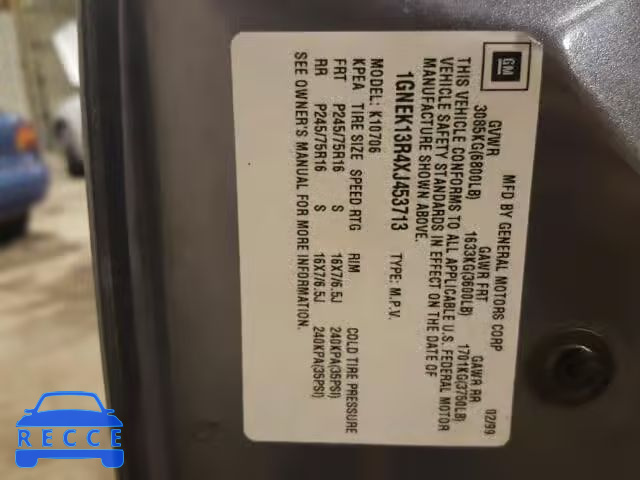 GM
MFD BY GENERAL MOTORS CORP 02/99
GVWR GAWR FRT GAWR RR
3085KG(6800LB) 1633KG(3600LB) 1701KG(3750LB)
THIS VEHICLE CONFORMS TO ALL APPLICABLE U.S. FEDERAL MOTOR
VEHICLE SAFETY STANDARDS IN EFFECT ON THE DATE OF
MANUFACTURE SHOWN ABOVE.
1GNEK13R4XJ453713 TYPE: M.P.V.
MODEL: K10706
KPEA TIRE SIZE SPEED RTG RIM COLD TIRE PRESSURE
FRT P245/75R16 S 16X7/6.5J 240KPA(35PSI)
RR P245/75R16 S 16X7/6.5J 240KPA(35PSI)
SEE OWNER'S MANUAL FOR MORE INFORMATION.
RECCE